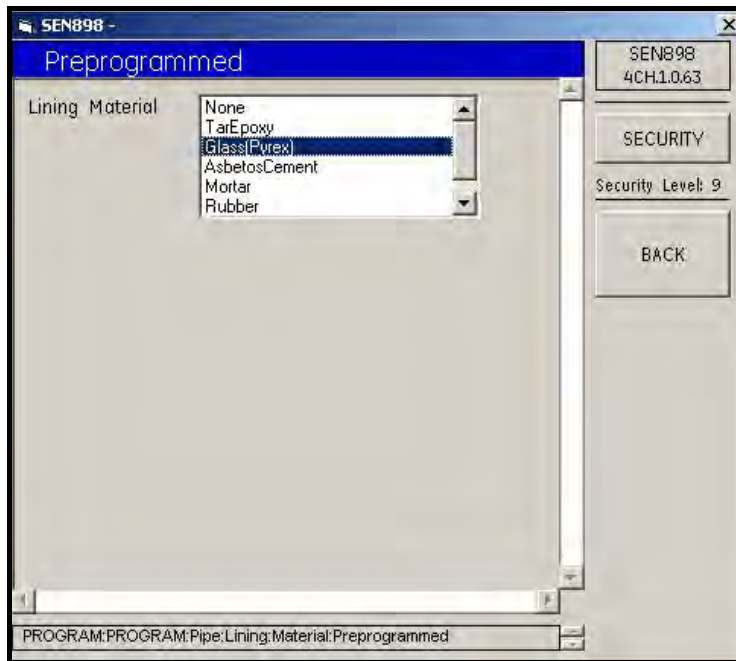 SEN898 -
Preprogrammed
SEN898
4CH.1.0.63
Lining Material
None
TarEpoxy
Glass(Pyrex)
AsbetosCement
Mortar
Rubber
SECURITY
Security Level: 9
BACK
PROGRAM:PROGRAM:Pipe:Lining:Material:Preprogrammed